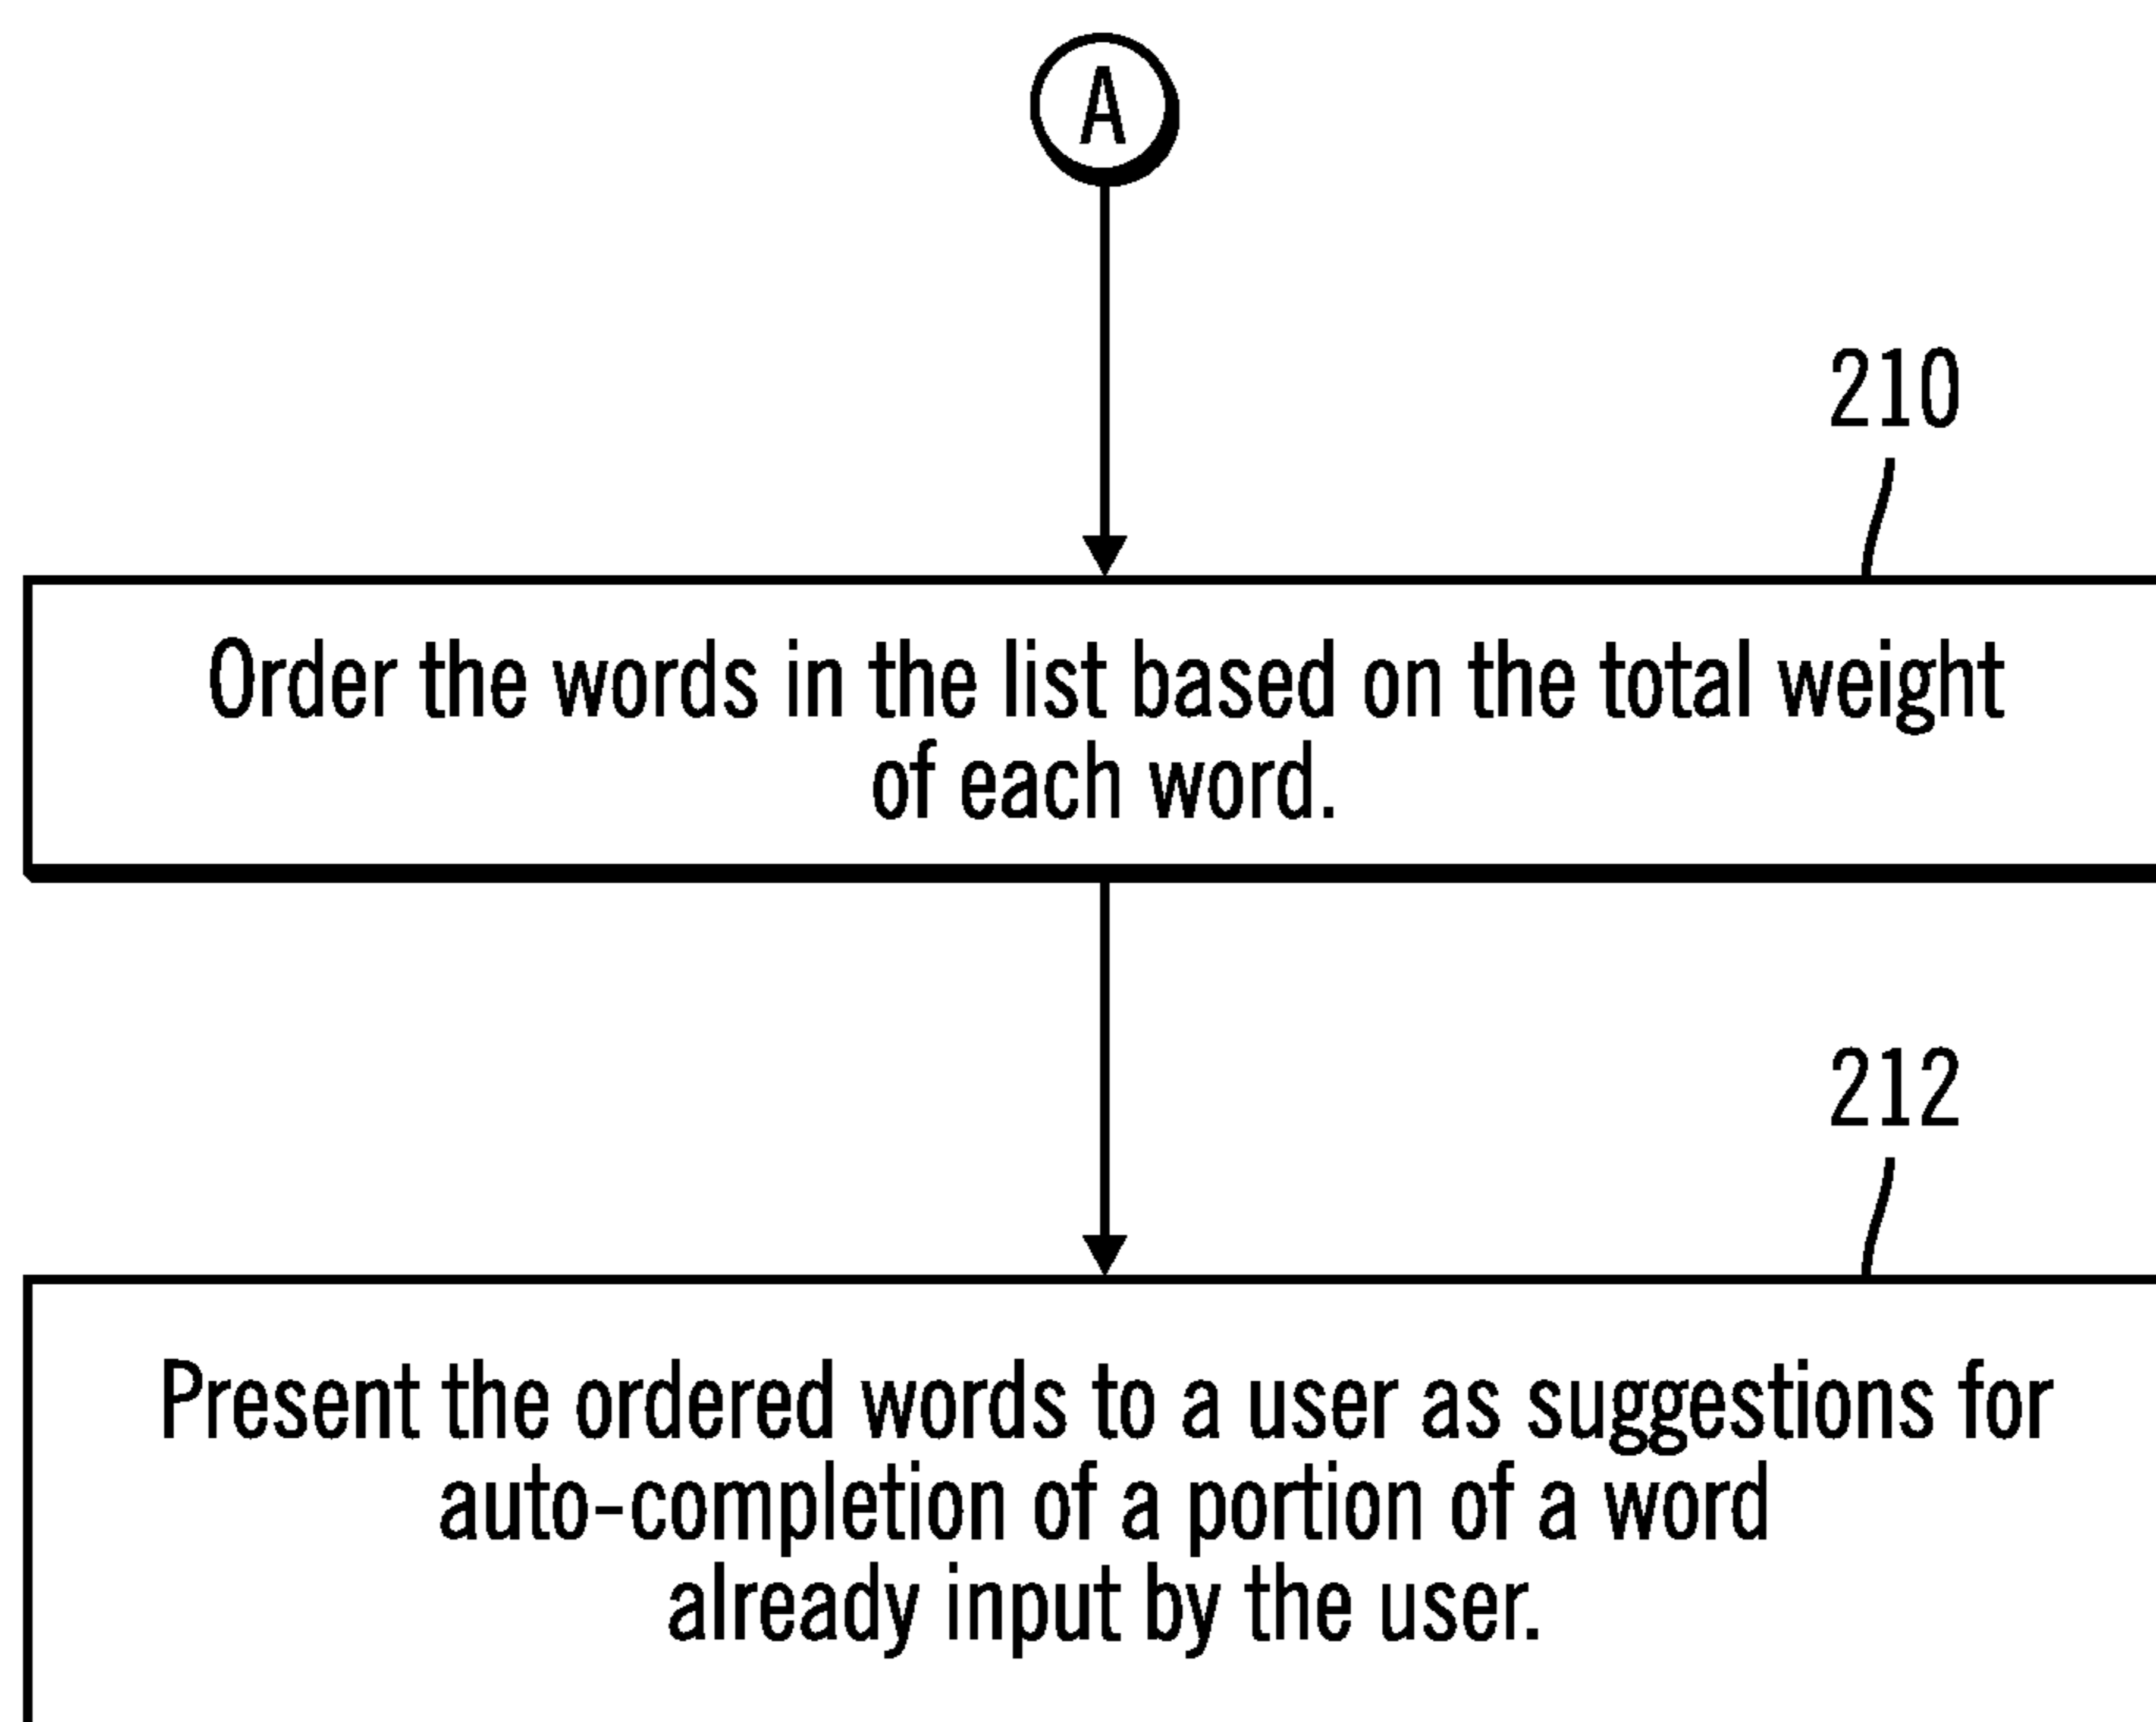 A
210
Order the words in the list based on the total weight
of each word.
212
Present the ordered words to a user as suggestions for
auto-completion of a portion of a word
already input by the user.